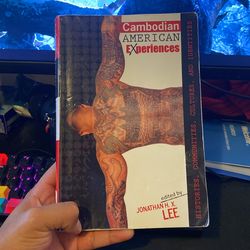 Cambodian
AMERICAN
EXperiences
HISTORIES, COMMUNITIES, CULTURES, AND IDENTITIES
edited by
JONATHAN H. X.
LEE